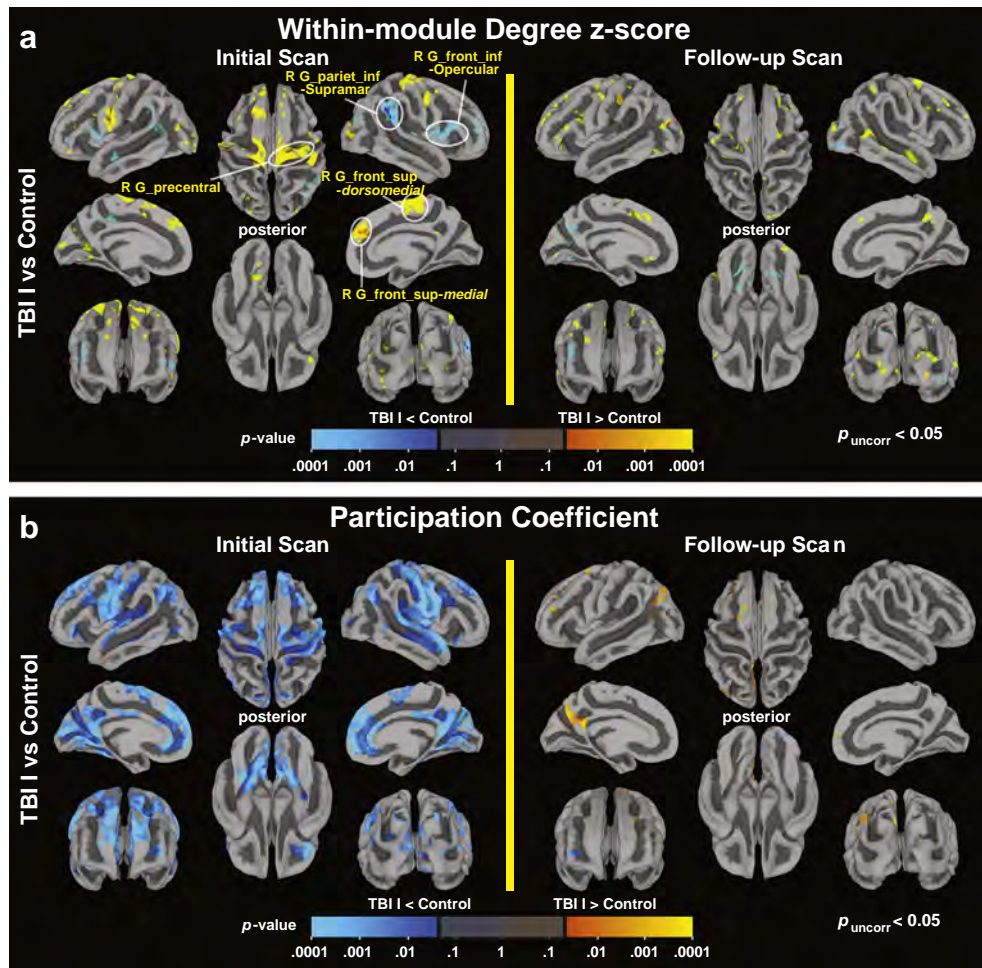 a
Within-module Degree z-score
Initial Scan
Follow-up Scan
R G_pariet_inf
-Supramar
R G_front_inf
-Opercular
R G_precentral
R G_front_sup
-dorsomedial
posterior
posterior
R G_front_sup-medial
TBI I vs Control
TBI I < Control
TBI I > Control
p-value
p uncorr < 0.05
.0001 .001 .01 .1 1 .1 .01 .001 .0001
b
Participation Coefficient
Initial Scan
Follow-up Scan
posterior
posterior
TBI I vs Control
TBI I < Control
TBI I > Control
p-value
p uncorr < 0.05
.0001 .001 .01 .1 1 .1 .01 .001 .0001